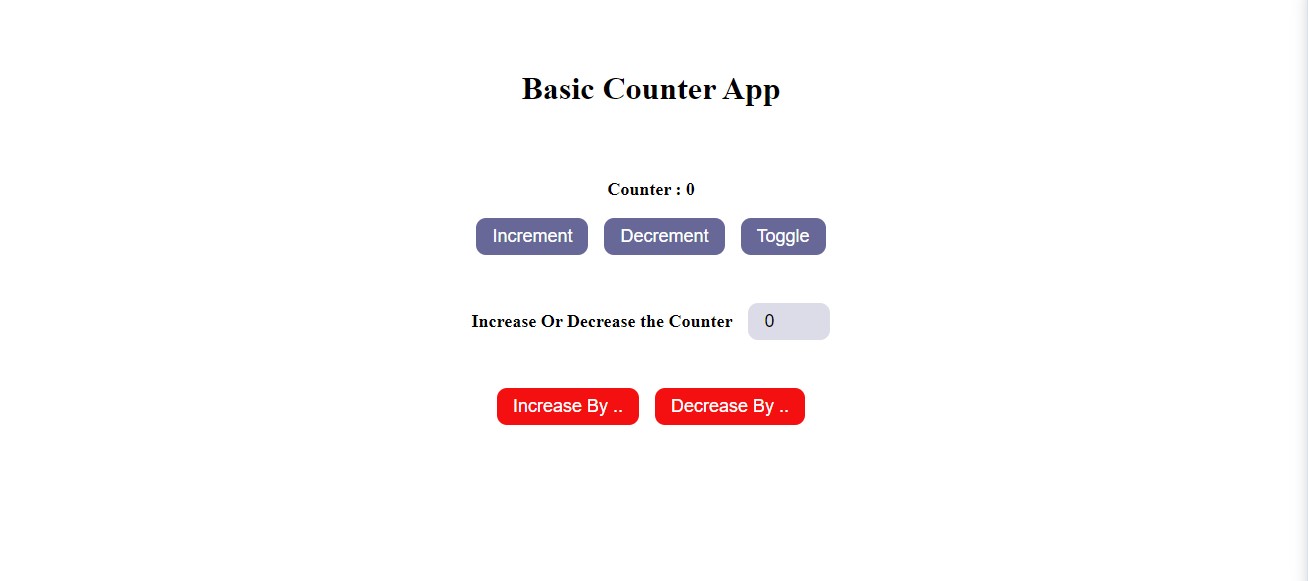 Basic Counter App
Counter : 0
Increment Decrement Toggle
Increase Or Decrease the Counter 0
Increase By .. Decrease By ..